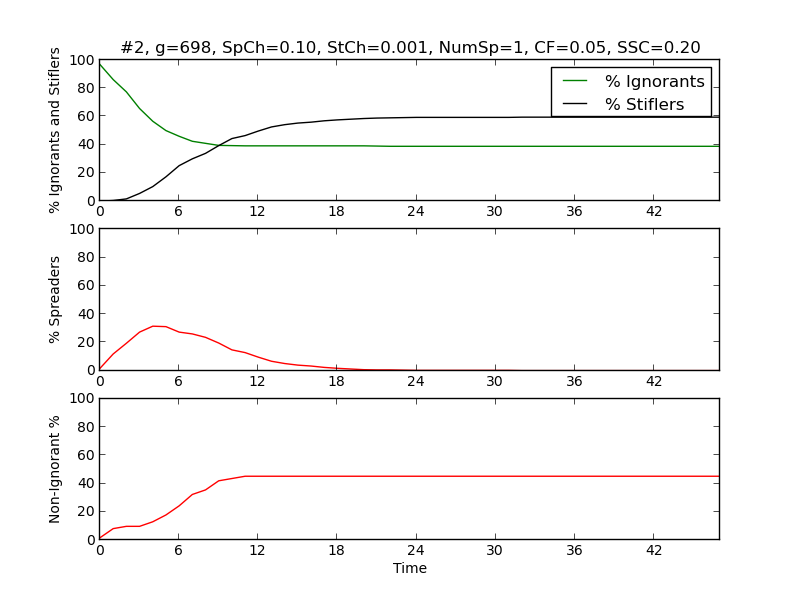 #2, g=698, SpCh=0.10, StCh=0.001, NumSp=1, CF=0.05, SSC=0.20
% Ignorants and Stiflers
100
80
60
40
20
0
% Ignorants
% Stiflers
0 6 12 18 24 30 36 42
% Spreaders
100
80
60
40
20
0
0 6 12 18 24 30 36 42
Non-Ignorant %
100
80
60
40
20
0
0 6 12 18 24 30 36 42
Time